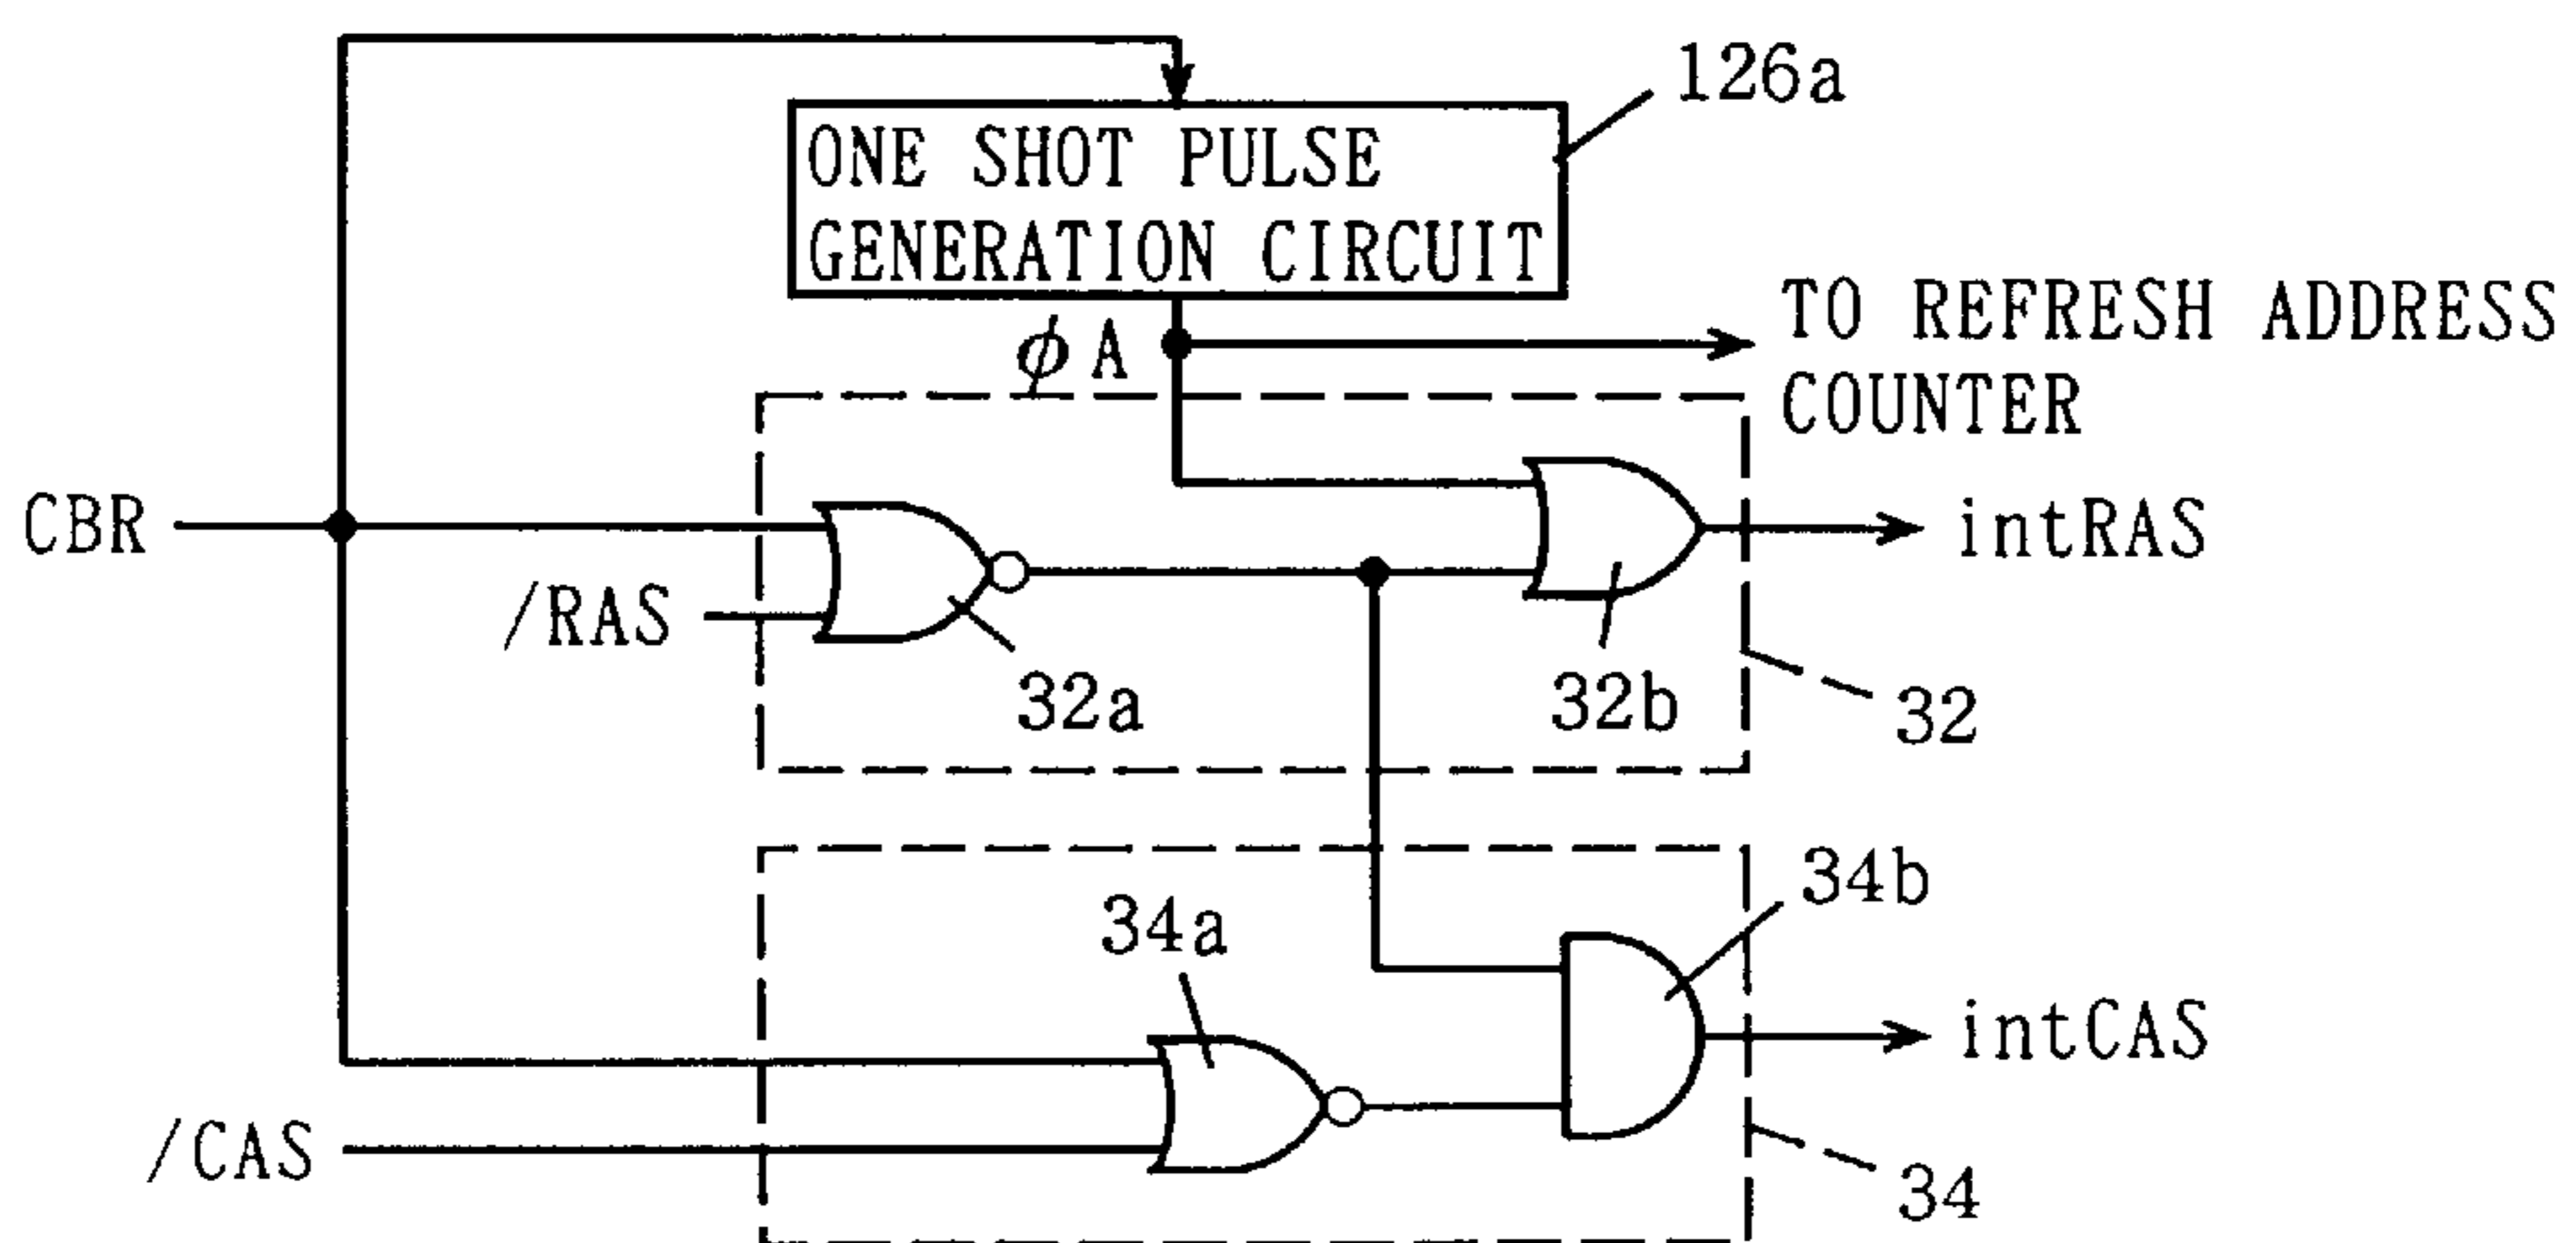 126a
ONE SHOT PULSE
GENERATION CIRCUIT
TO REFRESH ADDRESS
COUNTER
φA
CBR
intRAS
/RAS
32a
32b
32
34b
34a
intCAS
/CAS
34